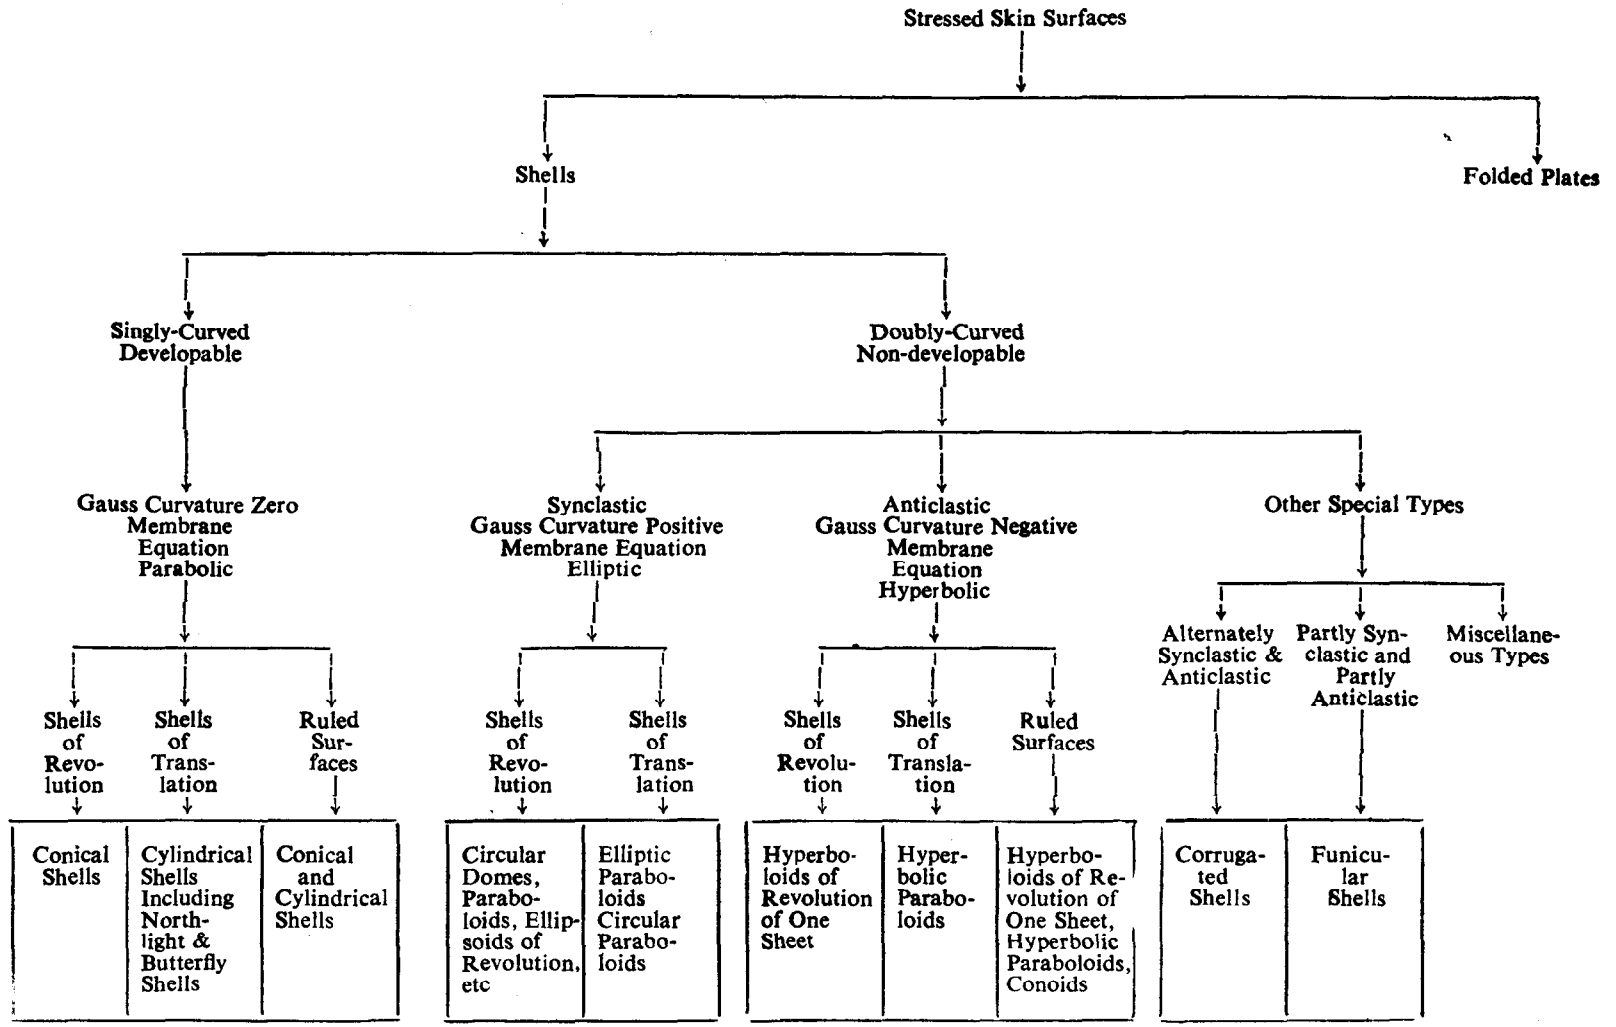 Stressed Skin Surfaces
Shells
Folded Plates
Singly-Curved
Developable
Doubly-Curved
Non-developable
Gauss Curvature Zero
Membrane
Equation
Parabolic
Synclastic
Gauss Curvature Positive
Membrane Equation
Elliptic
Anticlastic
Gauss Curvature Negative
Membrane
Equation
Hyperbolic
Other Special Types
Alternately
Synclastic &
Anticlastic
Partly Syn-
clastic and
Partly
Anticlastic
Miscellane-
ous Types
Shells
of
Revo-
lution
Shells
of
Trans-
lation
Ruled
Sur-
faces
Shells
of
Revo-
lution
Shells
of
Trans-
lation
Shells
of
Revolu-
tion
Shells
of
Transla-
tion
Ruled
Surfaces
Conical
Shells
Cylindrical
Shells
Including
North-
light &
Butterfly
Shells
Conical
and
Cylindrical
Shells
Circular
Domes,
Parabo-
loids, Ellip-
soids of
Revolution,
etc
Elliptic
Parabo-
loids
Circular
Parabo-
loids
Hyperbo-
loids of
Revolution
of One
Sheet
Hyper-
bolic
Parabo-
loids
Hyperbo-
loids of Re-
volution of
One Sheet,
Hyperbolic
Paraboloids,
Conoids
Corruga-
ted
Shells
Funicu-
lar
Shells